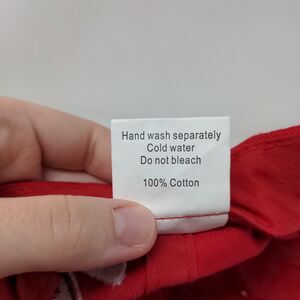 Hand wash separately
Cold water
Do not bleach
100% Cotton